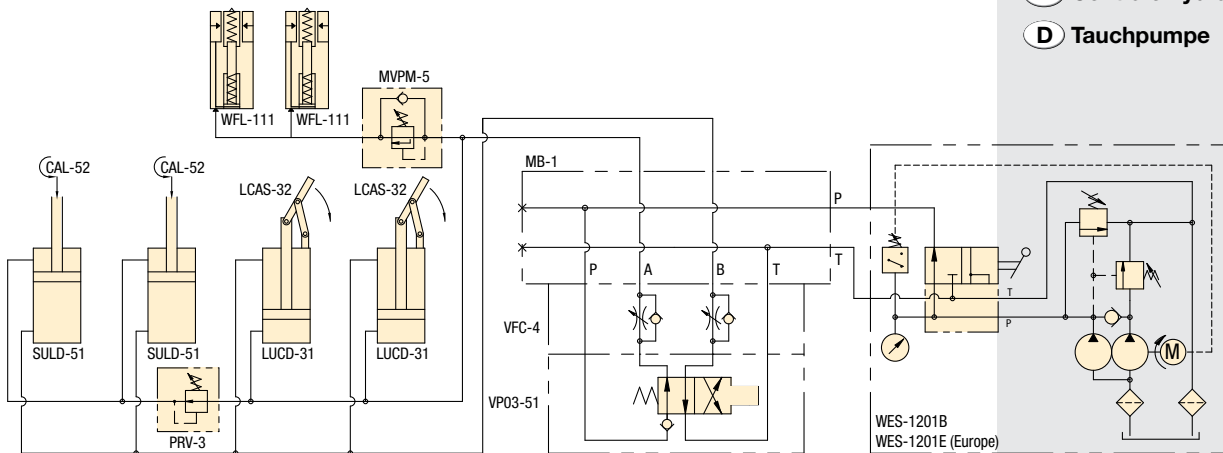 D Tauchpumpe
WFL-111
WFL-111
MVPM-5
CAL-52
CAL-52
LCAS-32
LCAS-32
MB-1
P
T
P
A
B
T
VFC-4
SULD-51
SULD-51
LUCD-31
LUCD-31
T
P
M
VP03-51
PRV-3
WES-1201B
WES-1201E (Europe)